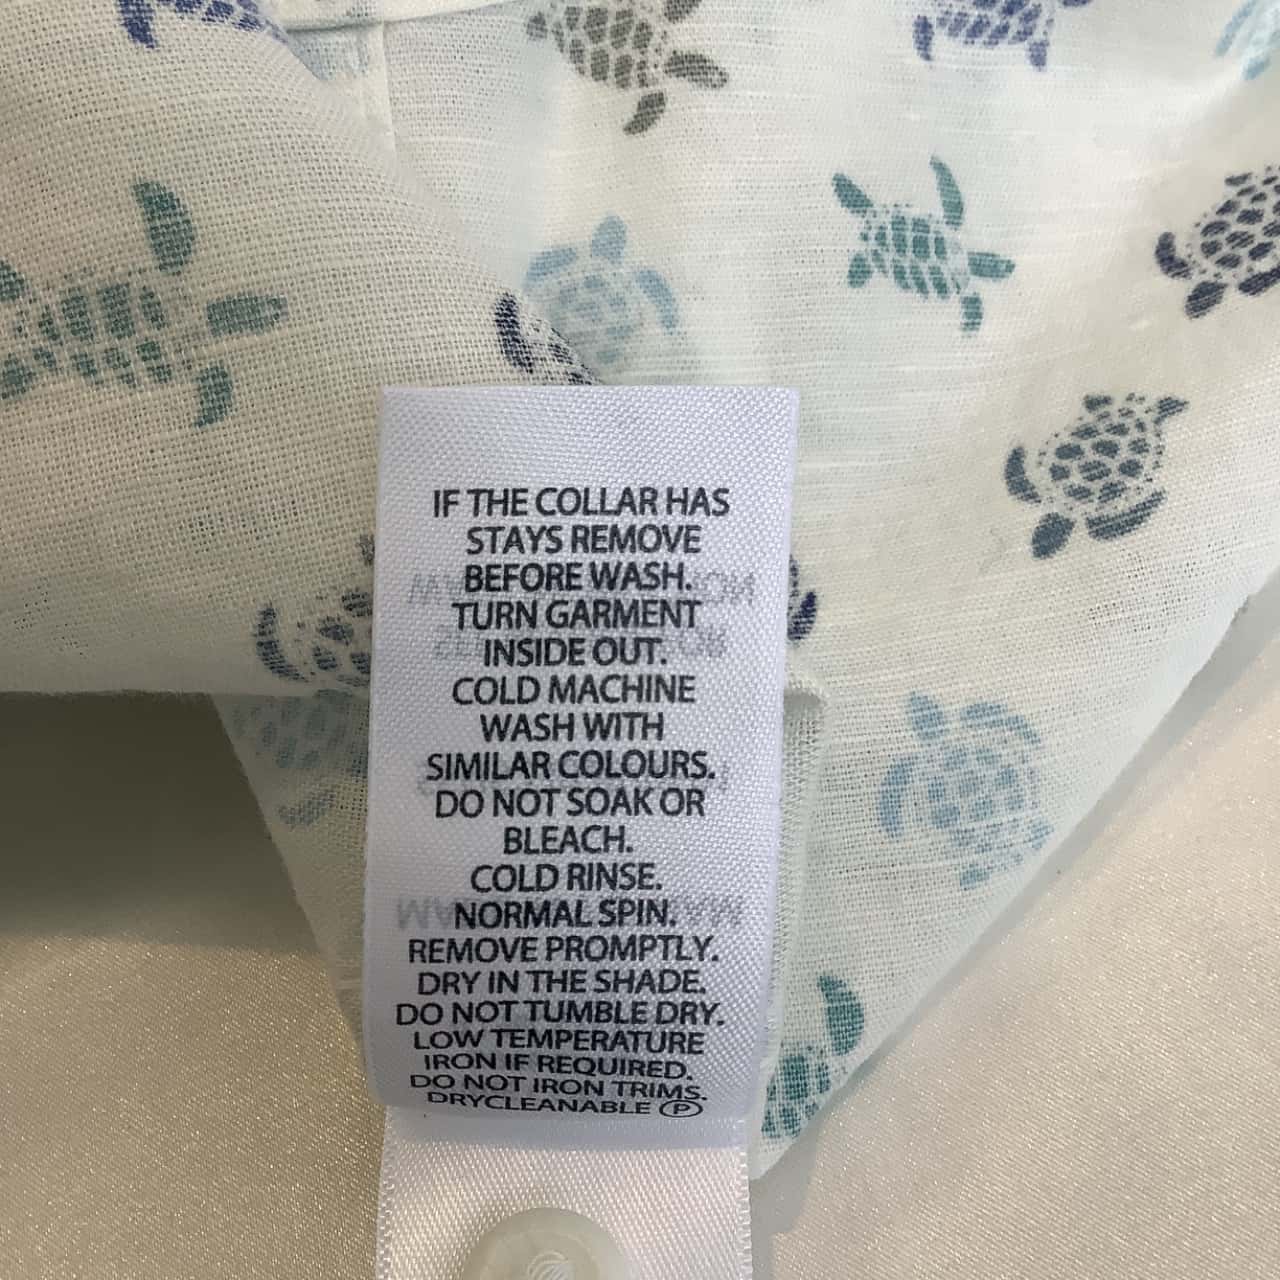 IF THE COLLAR HAS
STAYS REMOVE
BEFORE WASH.
TURN GARMENT
INSIDE OUT.
COLD MACHINE
WASH WITH
SIMILAR COLOURS.
DO NOT SOAK OR
BLEACH.
COLD RINSE.
NORMAL SPIN.
REMOVE PROMPTLY.
DRY IN THE SHADE.
DO NOT TUMBLE DRY.
LOW TEMPERATURE
IRON IF REQUIRED.
DO NOT IRON TRIMS.
DRYCLEANABLE Ⓟ